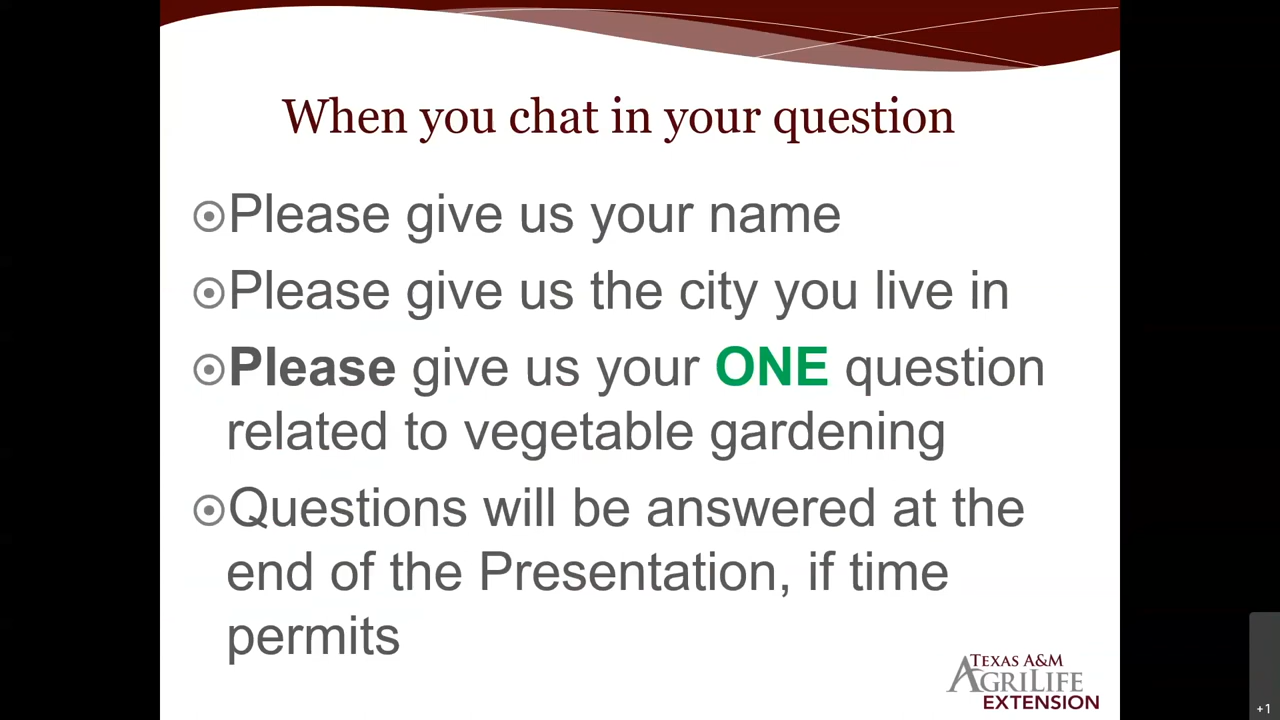 When you chat in your question
Please give us your name
Please give us the city you live in
Please give us your ONE question
related to vegetable gardening
Questions will be answered at the
end of the Presentation, if time
permits
TEXAS A&M
AGRILIFE
EXTENSION
+1